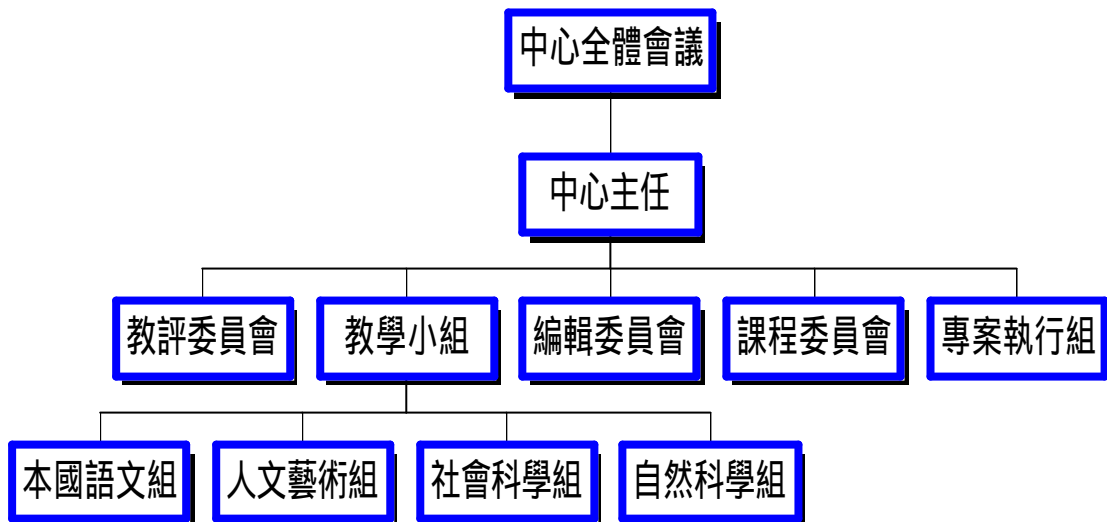 中心全體會議
中心主任
教評委員會
教學小組
編輯委員會
課程委員會
專案執行組
本國語文組
人文藝術組
社會科學組
自然科學組